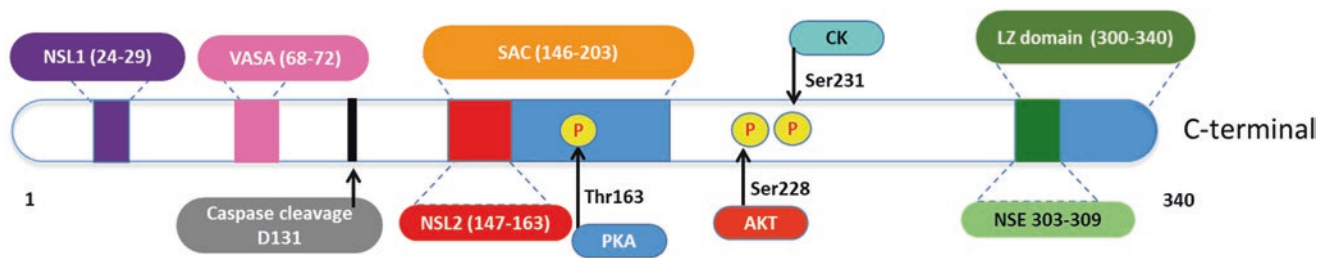 NSL1 (24-29)
VASA (68-72)
SAC (146-203)
CK
LZ domain (300-340)
Ser231
P
P
P
C-terminal
1
Caspase cleavage
D131
NSL2 (147-163)
Thr163
PKA
Ser228
AKT
NSE 303-309
340